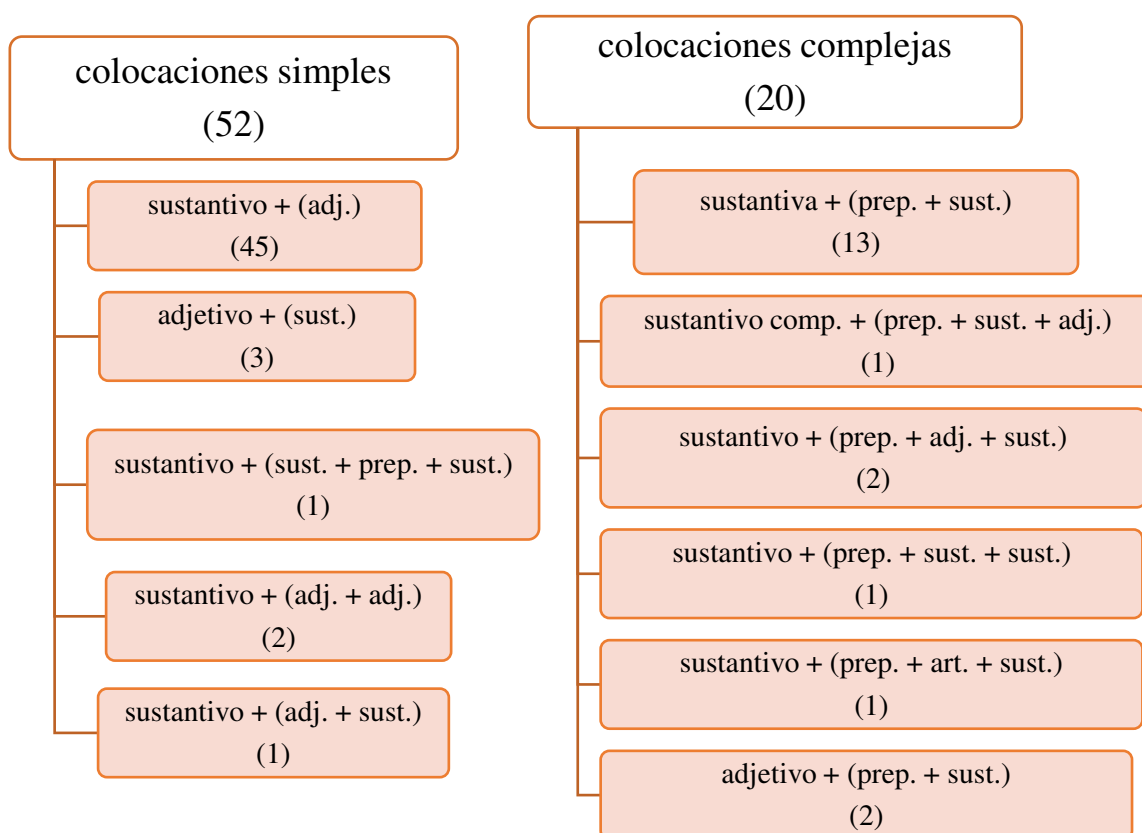 colocaciones simples
(52)
sustantivo + (adj.)
(45)
adjetivo + (sust.)
(3)
sustantivo + (sust. + prep. + sust.)
(1)
sustantivo + (adj. + adj.)
(2)
sustantivo + (adj. + sust.)
(1)
colocaciones complejas
(20)
sustantiva + (prep. + sust.)
(13)
sustantivo comp. + (prep. + sust. + adj.)
(1)
sustantivo + (prep. + adj. + sust.)
(2)
sustantivo + (prep. + sust. + sust.)
(1)
sustantivo + (prep. + art. + sust.)
(1)
adjetivo + (prep. + sust.)
(2)